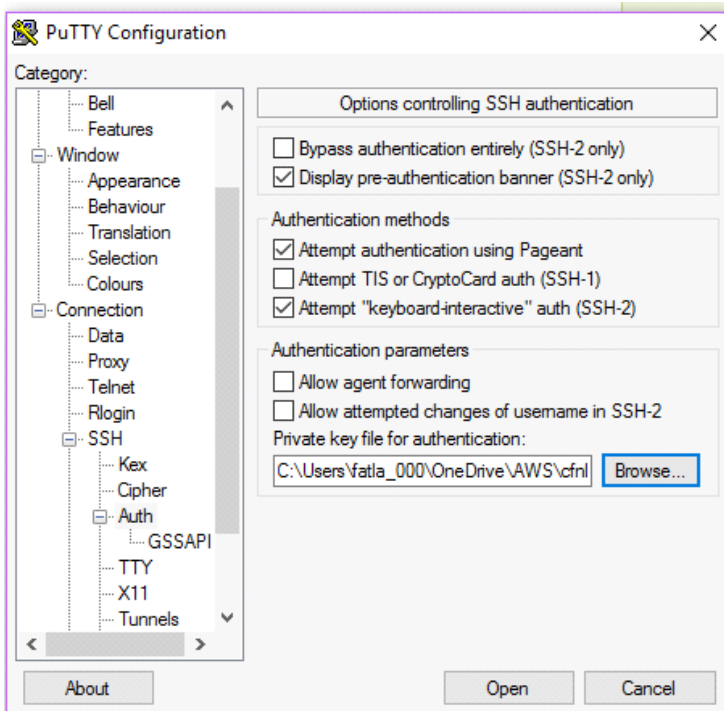 PuTTY Configuration
Category:
Bell
Features
Window
Appearance
Behaviour
Translation
Selection
Colours
Connection
Data
Proxy
Telnet
Rlogin
SSH
Kex
Cipher
Auth
GSSAPI
TTY
X11
Tunnels
Options controlling SSH authentication
Bypass authentication entirely (SSH-2 only)
Display pre-authentication banner (SSH-2 only)
Authentication methods
Attempt authentication using Pageant
Attempt TIS or CryptoCard auth (SSH-1)
Attempt "keyboard-interactive" auth (SSH-2)
Authentication parameters
Allow agent forwarding
Allow attempted changes of username in SSH-2
Private key file for authentication:
C:\Users\fatla_000\OneDrive\AWS\cfnl
Browse...
About
Open
Cancel